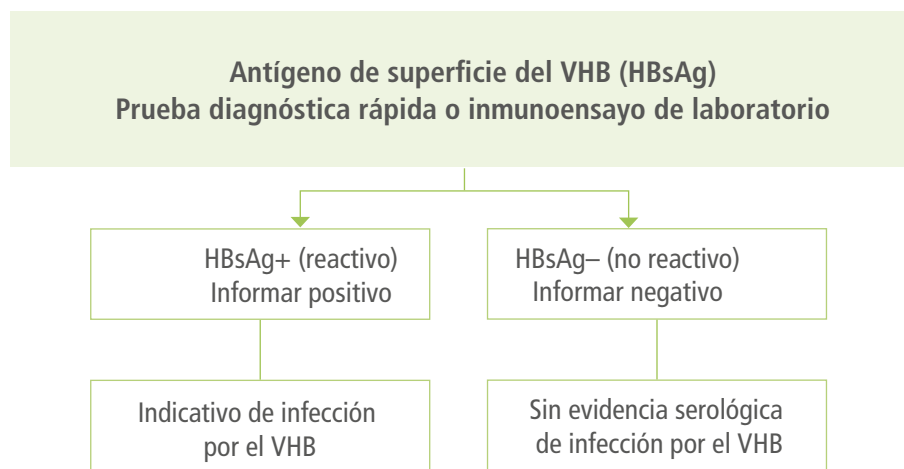 Antígeno de superficie del VHB (HBsAg)
Prueba diagnóstica rápida o inmunoensayo de laboratorio
HBsAg+ (reactivo)
Informar positivo
HBsAg– (no reactivo)
Informar negativo
Indicativo de infección
por el VHB
Sin evidencia serológica
de infección por el VHB